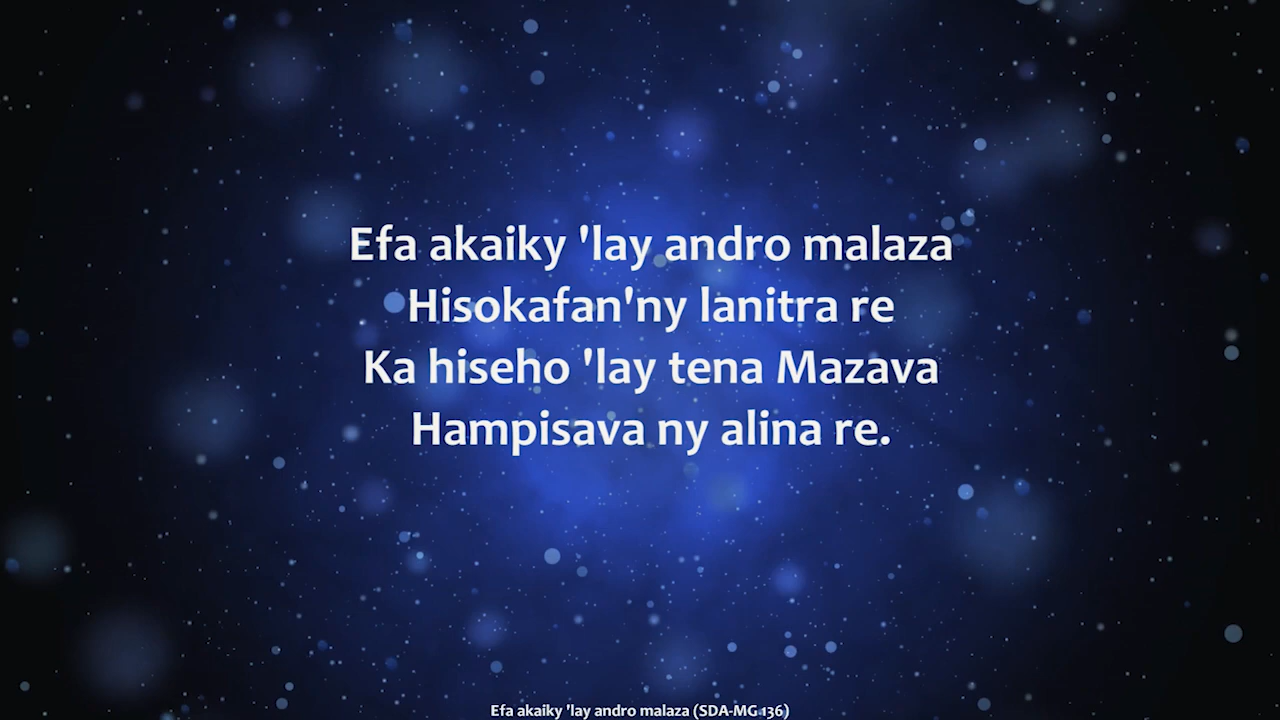 Efa akaiky 'lay andro malaza
Hisokafan'ny lanitra re
Ka hiseho 'lay tena Mazava
Hampisava ny alina re.
Efa akaiky 'lay andro malaza (SDA-MG 136)